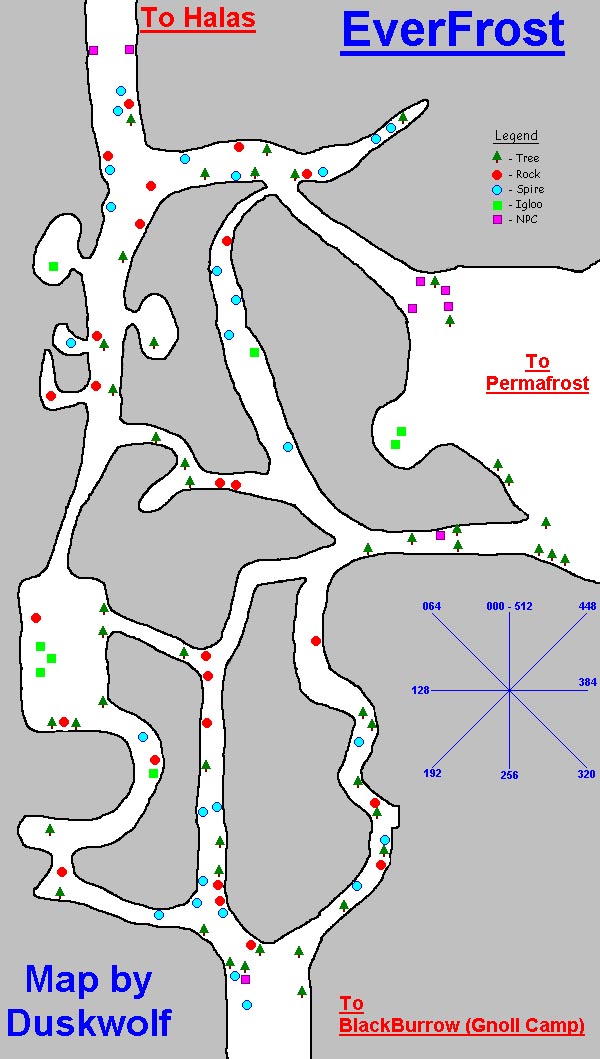 To Halas
EverFrost
Legend
- Tree
- Rock
- Spire
- Igloo
- NPC
To
Permafrost
064
000 - 512
448
128
384
192
256
320
Map by
Duskwolf
To
BlackBurrow (Gnoll Camp)